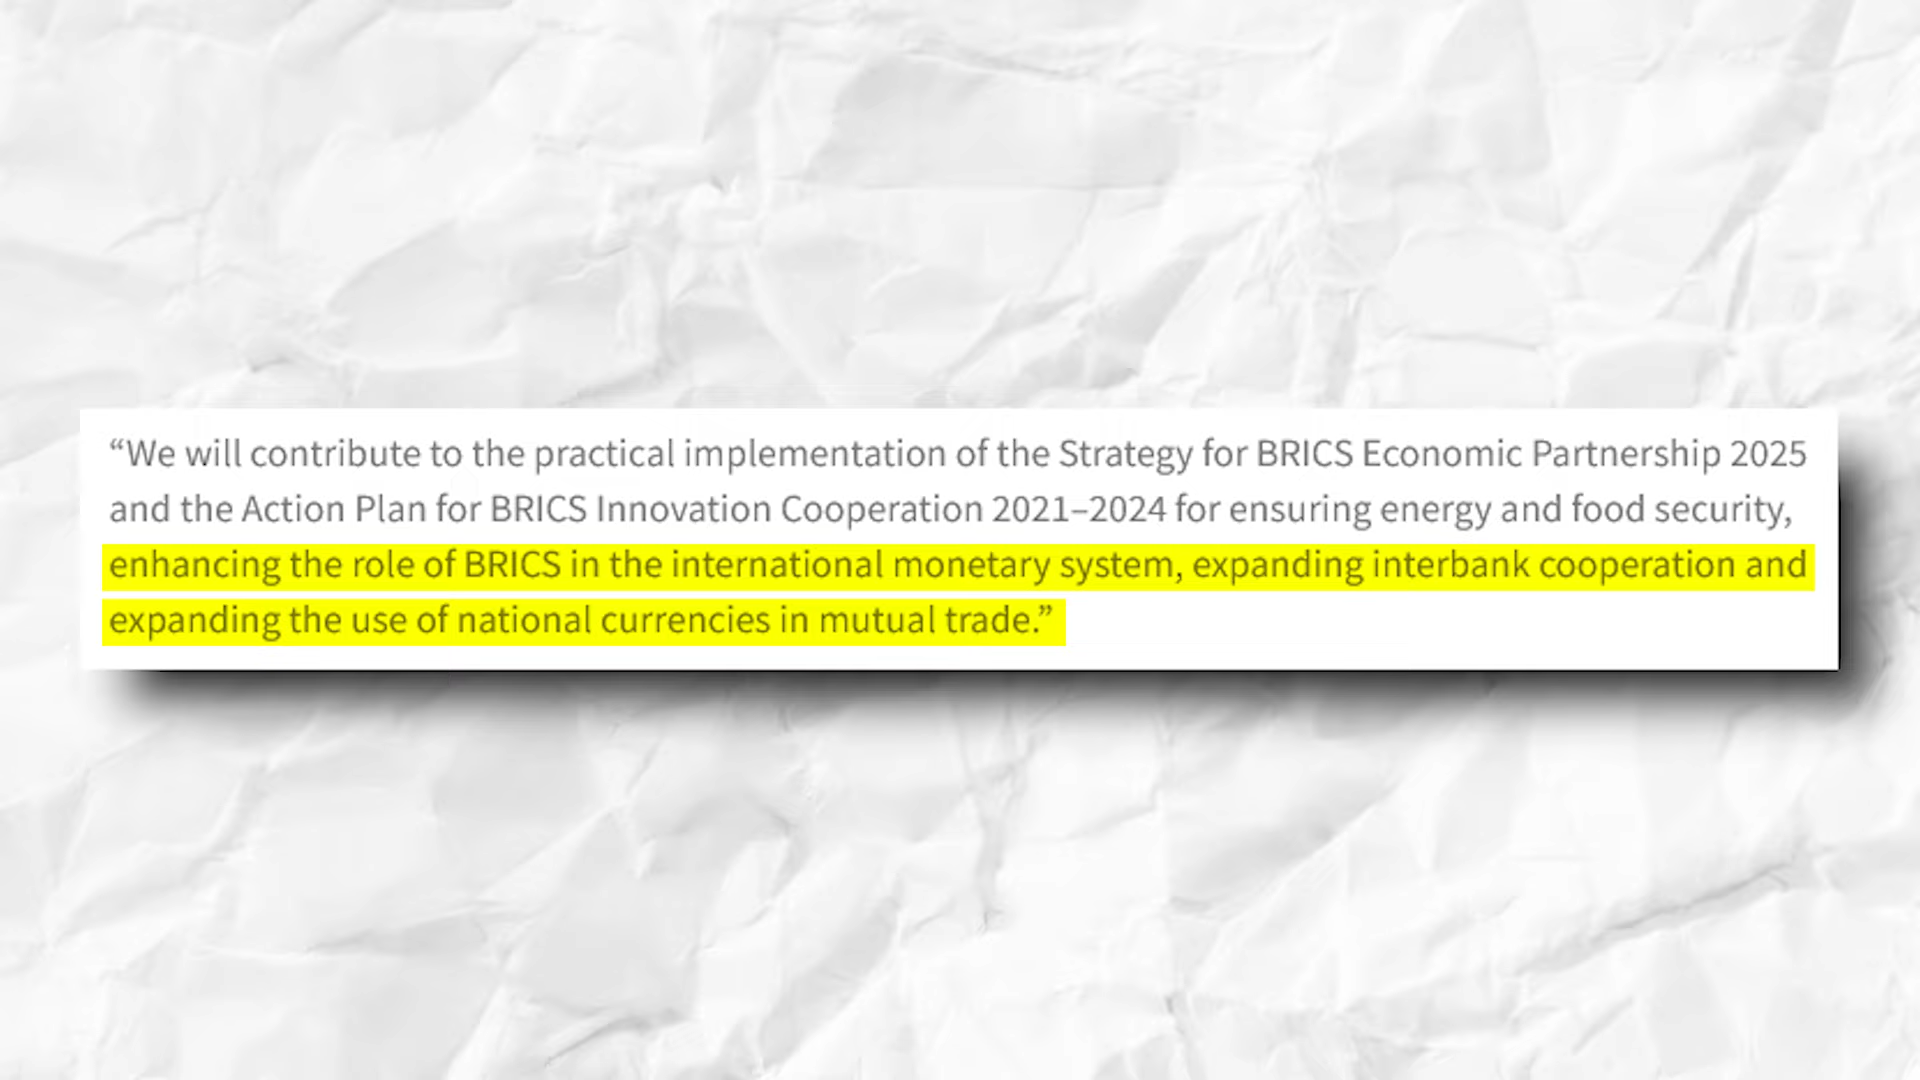 “We will contribute to the practical implementation of the Strategy for BRICS Economic Partnership 2025
and the Action Plan for BRICS Innovation Cooperation 2021–2024 for ensuring energy and food security,
enhancing the role of BRICS in the international monetary system, expanding interbank cooperation and
expanding the use of national currencies in mutual trade.”